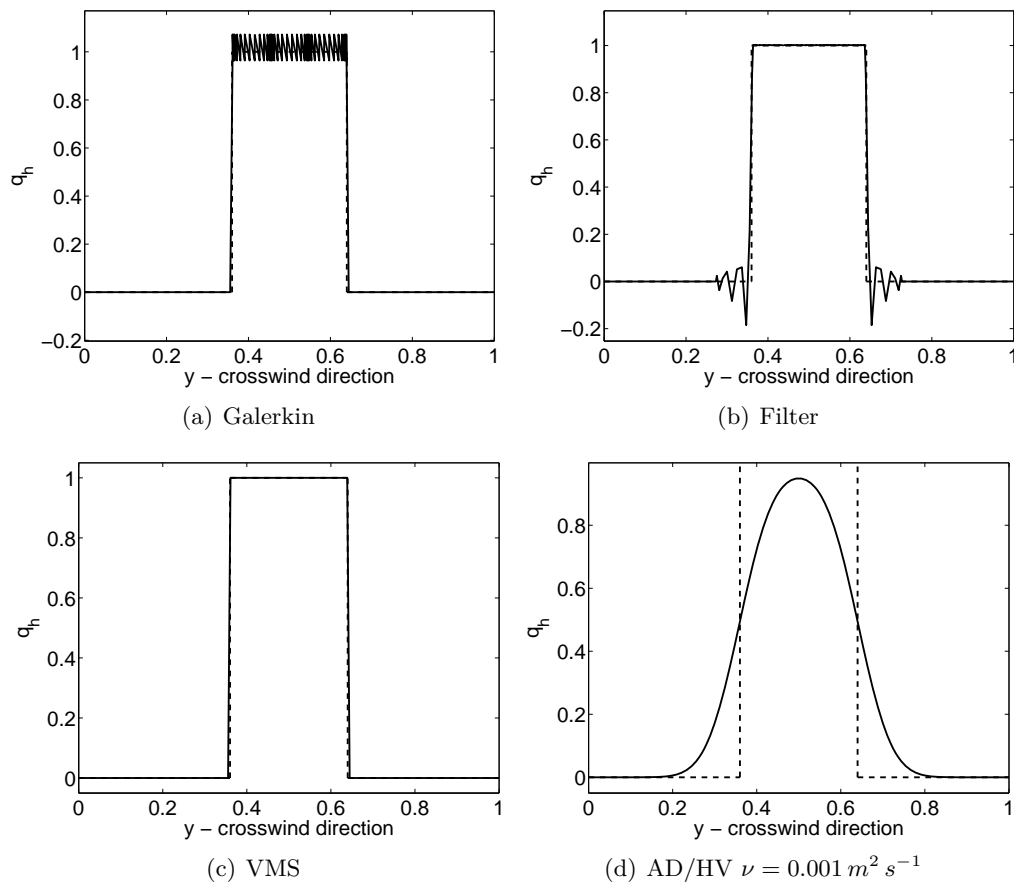 1
0.8
0.6
0.4
0.2
0
−0.2
q_h
0 0.2 0.4 0.6 0.8 1
y − crosswind direction
(a) Galerkin
1
0.8
0.6
0.4
0.2
0
−0.2
q_h
0 0.2 0.4 0.6 0.8 1
y − crosswind direction
(b) Filter
1
0.8
0.6
0.4
0.2
0
q_h
0 0.2 0.4 0.6 0.8 1
y − crosswind direction
(c) VMS
0.8
0.6
0.4
0.2
0
q_h
0 0.2 0.4 0.6 0.8 1
y − crosswind direction
(d) AD/HV ν = 0.001 m² s⁻¹